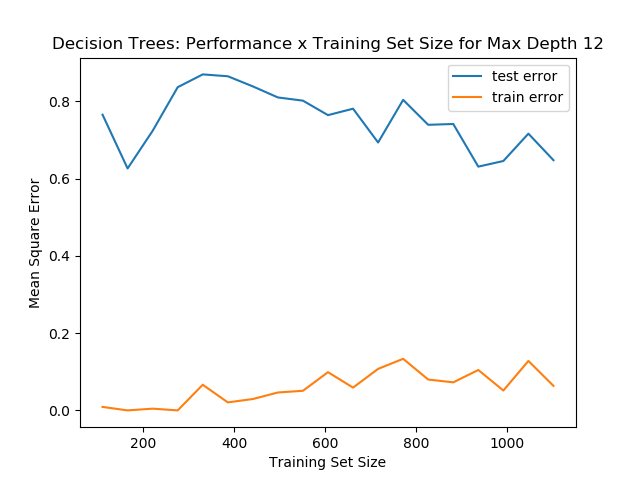 Decision Trees: Performance x Training Set Size for Max Depth 12
test error
train error
Mean Square Error
0.8
0.6
0.4
0.2
0.0
200 400 600 800 1000
Training Set Size